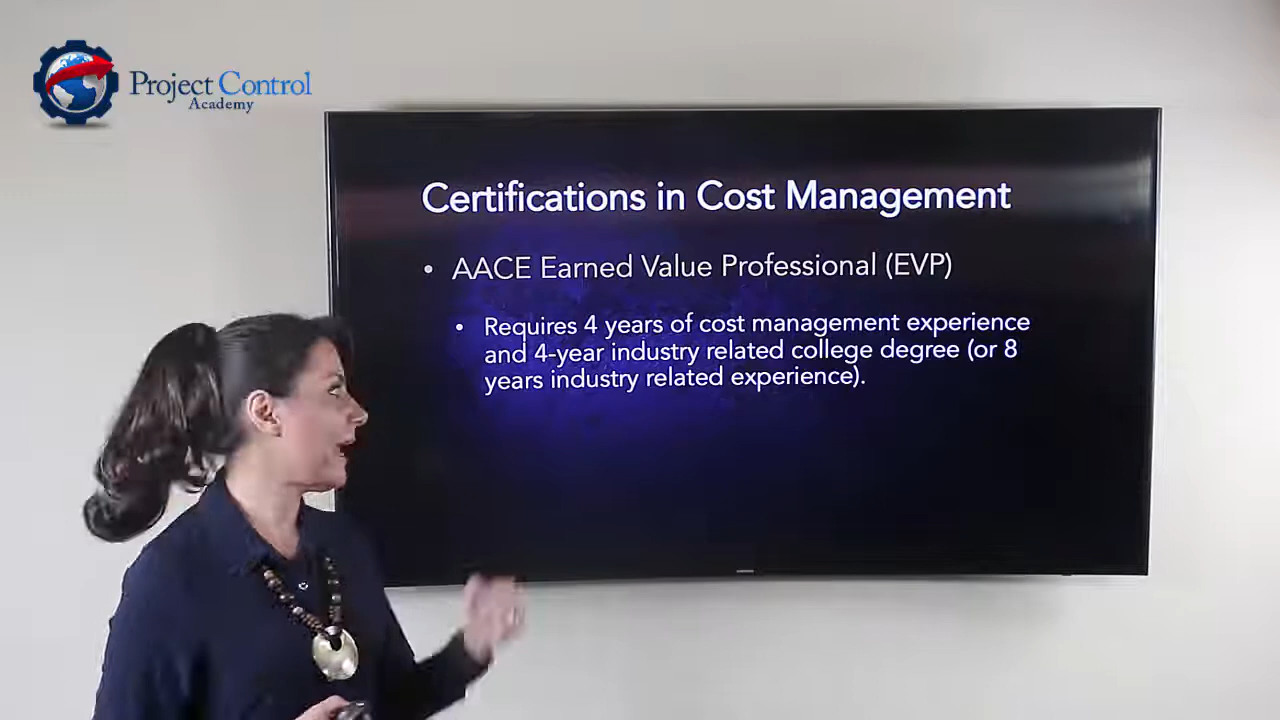 Project Control
Academy
Certifications in Cost Management
• AACE Earned Value Professional (EVP)
• Requires 4 years of cost management experience
and 4-year industry related college degree (or 8
years industry related experience).